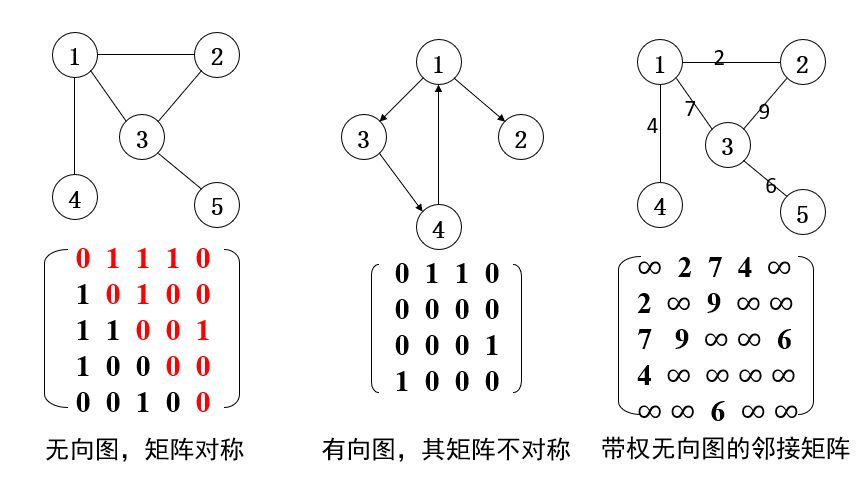 1 2
3
4
5
1
3 2
4
1 2 2
7 9
4
3
6
4 5
0 1 1 1 0
1 0 1 0 0
1 1 0 0 1
1 0 0 0 0
0 0 1 0 0
0 1 1 0
0 0 0 0
0 0 0 1
1 0 0 0
∞ 2 7 4 ∞
2 ∞ 9 ∞ ∞
7 9 ∞ ∞ 6
4 ∞ ∞ ∞ ∞
∞ ∞ 6 ∞ ∞
无向图，矩阵对称
有向图，其矩阵不对称
带权无向图的邻接矩阵